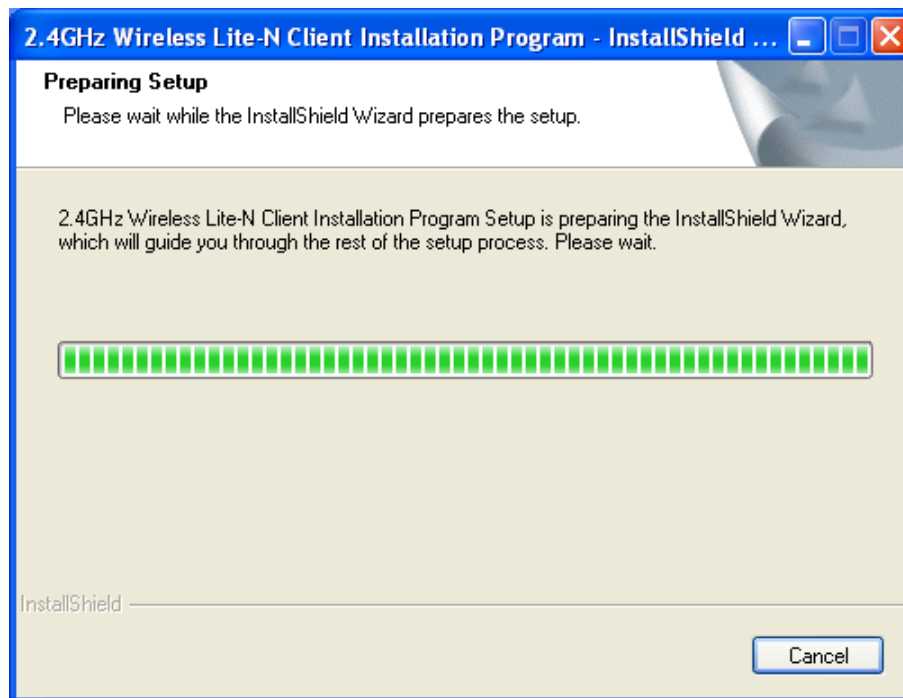 2.4GHz Wireless Lite-N Client Installation Program - InstallShield ...
Preparing Setup
Please wait while the InstallShield Wizard prepares the setup.
2.4GHz Wireless Lite-N Client Installation Program Setup is preparing the InstallShield Wizard,
which will guide you through the rest of the setup process. Please wait.
InstallShield
Cancel